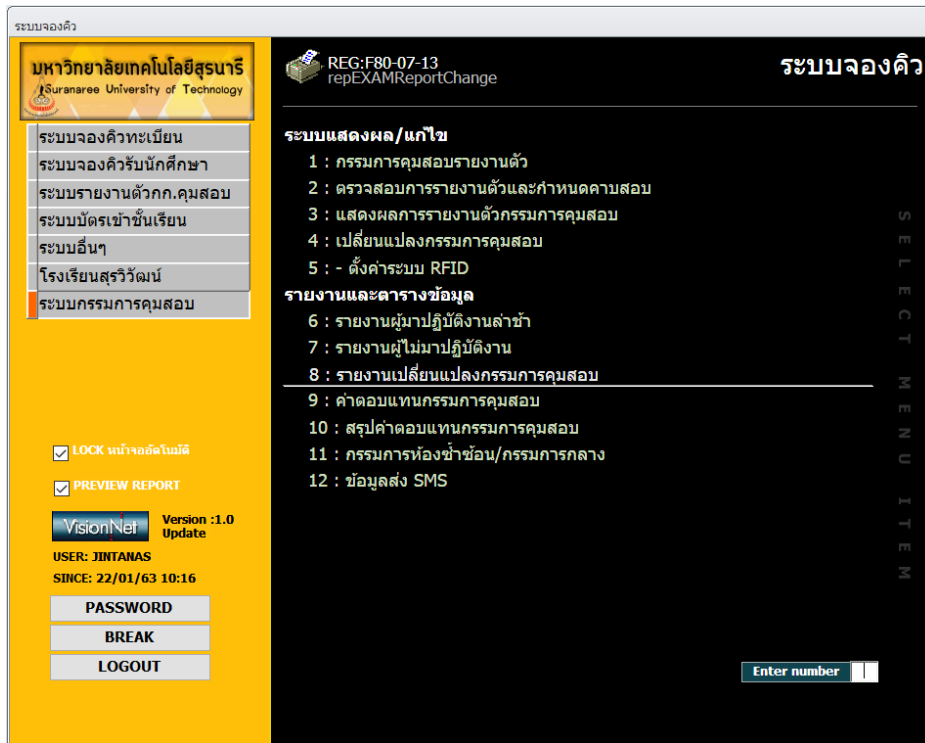 ระบบจองคิว
มหาวิทยาลัยเทคโนโลยีสุรนารี
Suranaree University of Technology
ระบบจองคิวทะเบียน
ระบบจองคิวรับนักศึกษา
ระบบรายงานตัวกก.คุมสอบ
ระบบบัตรเข้าชั้นเรียน
ระบบอื่นๆ
โรงเรียนสุรวิวัฒน์
ระบบกรรมการคุมสอบ
LOCK หน้าจออัตโนมัติ
PREVIEW REPORT
VisionNet
Version :1.0
Update
USER: JINTANAS
SINCE: 22/01/63 10:16
PASSWORD
BREAK
LOGOUT
REG:F80-07-13
repEXAMReportChange
ระบบจองคิว
ระบบแสดงผล/แก้ไข
1 : กรรมการคุมสอบรายงานตัว
2 : ตรวจสอบการรายงานตัวและกำหนดคาบสอบ
3 : แสดงผลการรายงานตัวกรรมการคุมสอบ
4 : เปลี่ยนแปลงกรรมการคุมสอบ
5 : - ตั้งค่าระบบ RFID
รายงานและตารางข้อมูล
6 : รายงานผู้มาปฏิบัติงานล่าช้า
7 : รายงานผู้ไม่มาปฏิบัติงาน
8 : รายงานเปลี่ยนแปลงกรรมการคุมสอบ
9 : ค่าตอบแทนกรรมการคุมสอบ
10 : สรุปค่าตอบแทนกรรมการคุมสอบ
11 : กรรมการห้องซ้ำซ้อน/กรรมการกลาง
12 : ข้อมูลส่ง SMS
SELECT MENU ITEM
Enter number